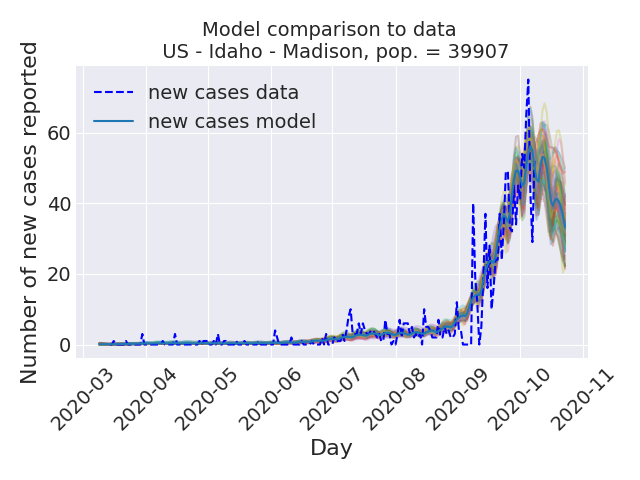 Model comparison to data
US - Idaho - Madison, pop. = 39907
Number of new cases reported
new cases data
new cases model
60
40
20
0
2020-03
2020-04
2020-05
2020-06
2020-07
2020-08
2020-09
2020-10
2020-11
Day